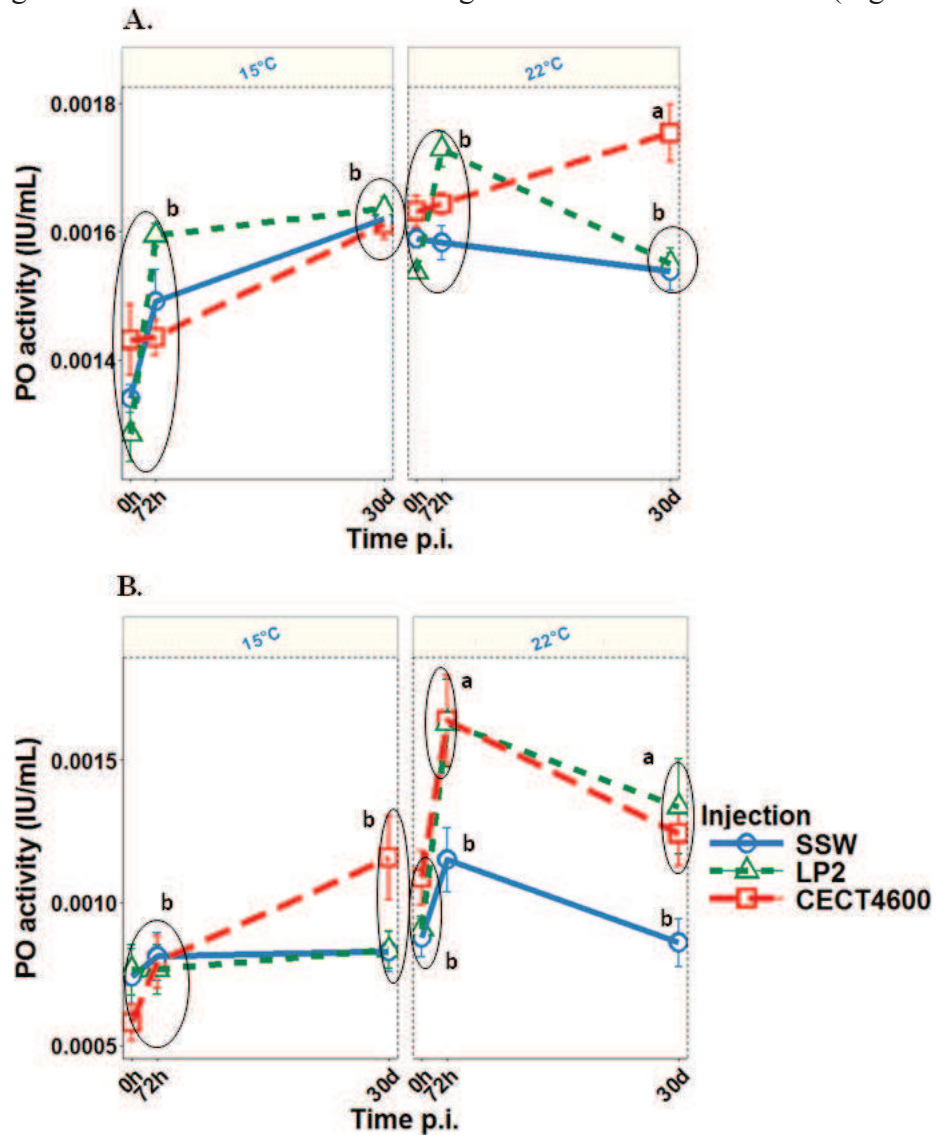 A.
15°C 22°C
0.0018
0.0016
0.0014
PO activity (IU/mL)
b b b a b
0h 72h 30d 0h 72h 30d
Time p.i.
B.
15°C 22°C
0.0015
0.0010
0.0005
PO activity (IU/mL)
b b a b b a b
0h 72h 30d 0h 72h 30d
Time p.i.
Injection
SSW
LP2
CECT4600